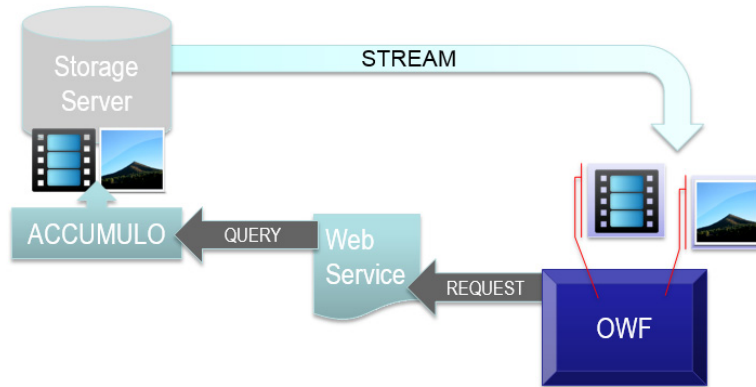 Storage
Server
STREAM
ACCUMULO
QUERY
Web
Service
REQUEST
OWF